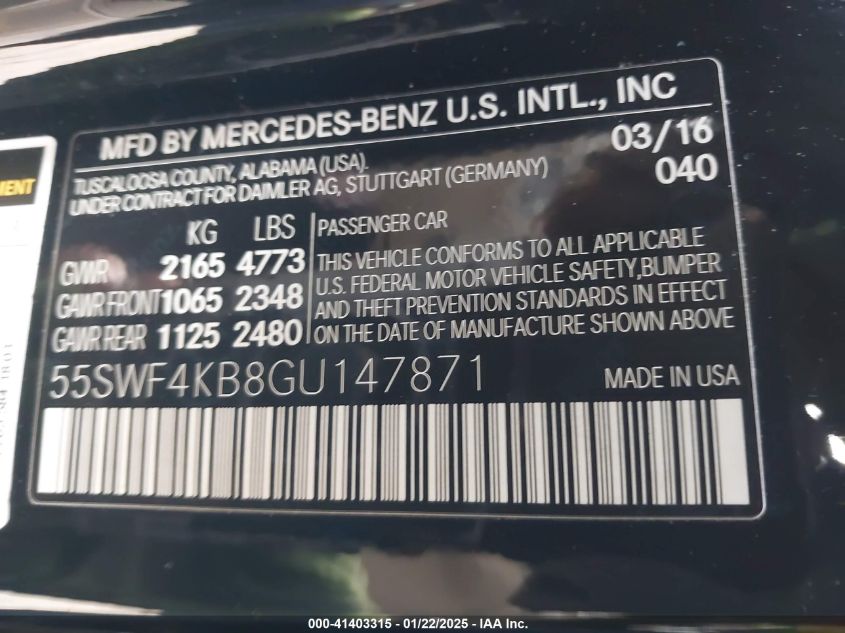 MFD BY MERCEDES-BENZ U.S. INTL., INC
TUSCALOOSA COUNTY, ALABAMA (USA).
03/16
UNDER CONTRACT FOR DAIMLER AG, STUTTGART (GERMANY)
040
KG LBS
PASSENGER CAR
GVWR 2165 4773
GAWR FRONT 1065 2348
GAWR REAR 1125 2480
THIS VEHICLE CONFORMS TO ALL APPLICABLE
U.S. FEDERAL MOTOR VEHICLE SAFETY,BUMPER
AND THEFT PREVENTION STANDARDS IN EFFECT
ON THE DATE OF MANUFACTURE SHOWN ABOVE
55SWF4KB8GU147871
MADE IN USA
000-41403315 - 01/22/2025 - IAA Inc.